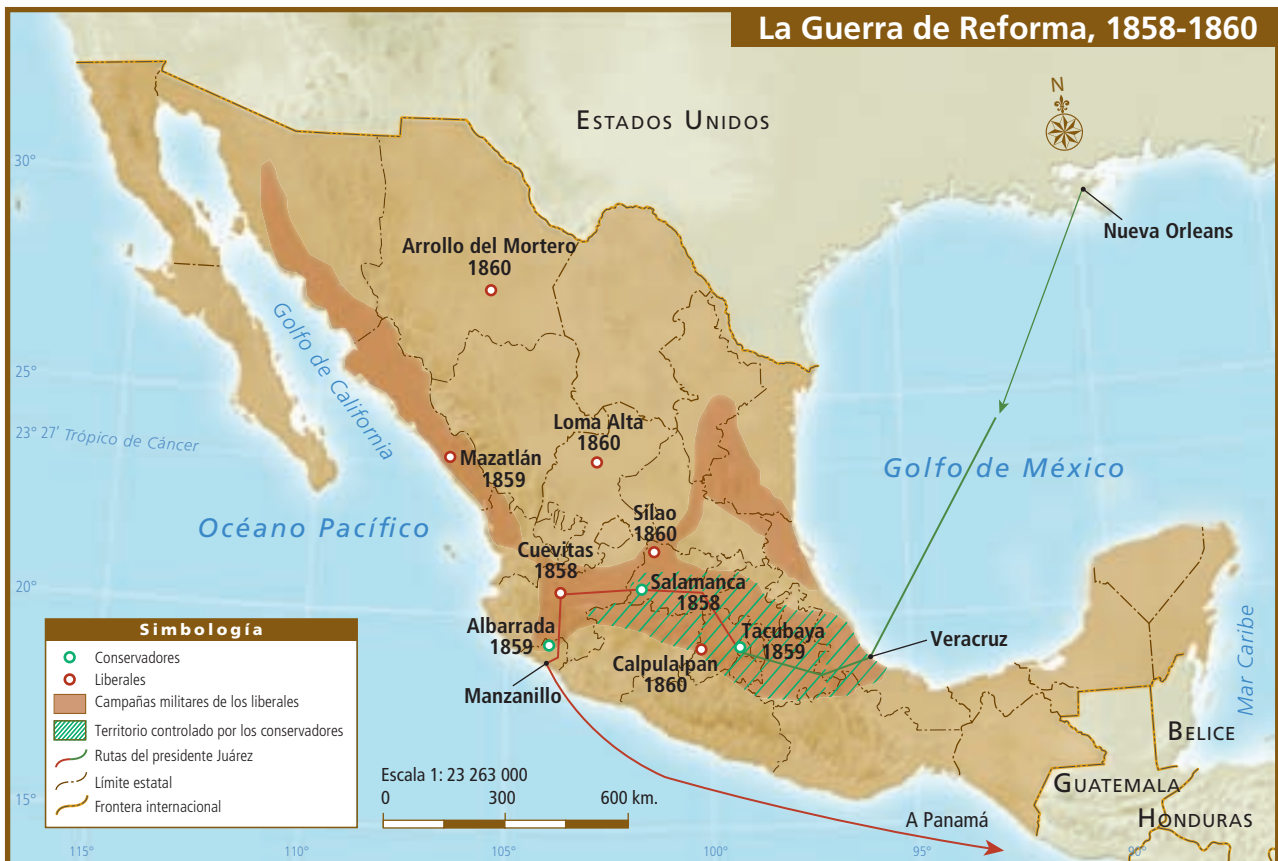 La Guerra de Reforma, 1858-1860
N
ESTADOS UNIDOS
30°
Nueva Orleans
Arrollo del Mortero
1860
Golfo de California
25°
23° 27' Trópico de Cáncer
Loma Alta
1860
Mazatlán
1859
Golfo de México
Océano Pacífico
Silao
1860
Cuevitas
1858
20°
Salamanca
1858
Simbología
Conservadores
Liberales
Campañas militares de los liberales
Territorio controlado por los conservadores
Rutas del presidente Juárez
Límite estatal
Frontera internacional
Albarrada
1859
Tacubaya
1859
Veracruz
Calpulalpan
1860
Manzanillo
Mar Caribe
BELICE
Escala 1: 23 263 000
0 300 600 km.
GUATEMALA
HONDURAS
15°
A Panamá
115° 110° 105° 100° 95° 90°